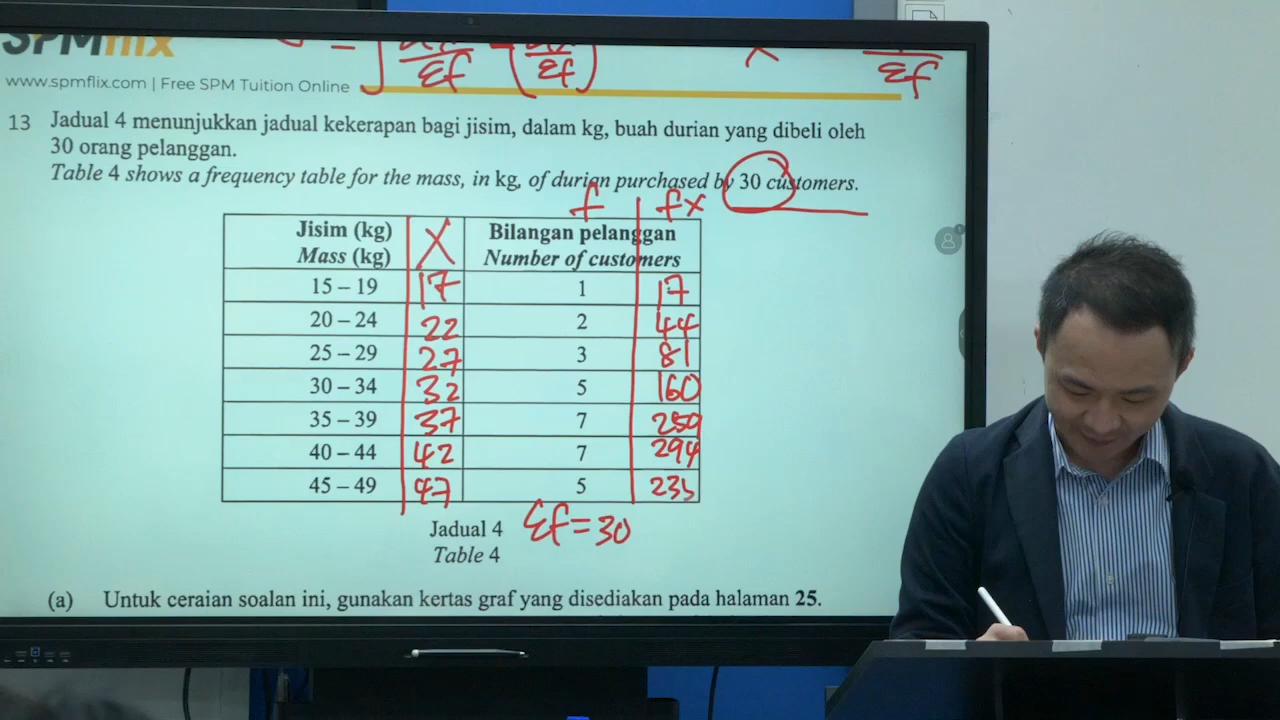 SPMflix
Σf Σf Σf
www.spmflix.com | Free SPM Tuition Online
13 Jadual 4 menunjukkan jadual kekerapan bagi jisim, dalam kg, buah durian yang dibeli oleh
30 orang pelanggan.
Table 4 shows a frequency table for the mass, in kg, of durian purchased by 30 customers.
f fx
Jisim (kg) X Bilangan pelanggan
Mass (kg) Number of customers
15 – 19 17 1 17
20 – 24 22 2 44
25 – 29 27 3 81
30 – 34 32 5 160
35 – 39 37 7 259
40 – 44 42 7 294
45 – 49 47 5 235
Jadual 4 Σf = 30
Table 4
(a) Untuk ceraian soalan ini, gunakan kertas graf yang disediakan pada halaman 25.